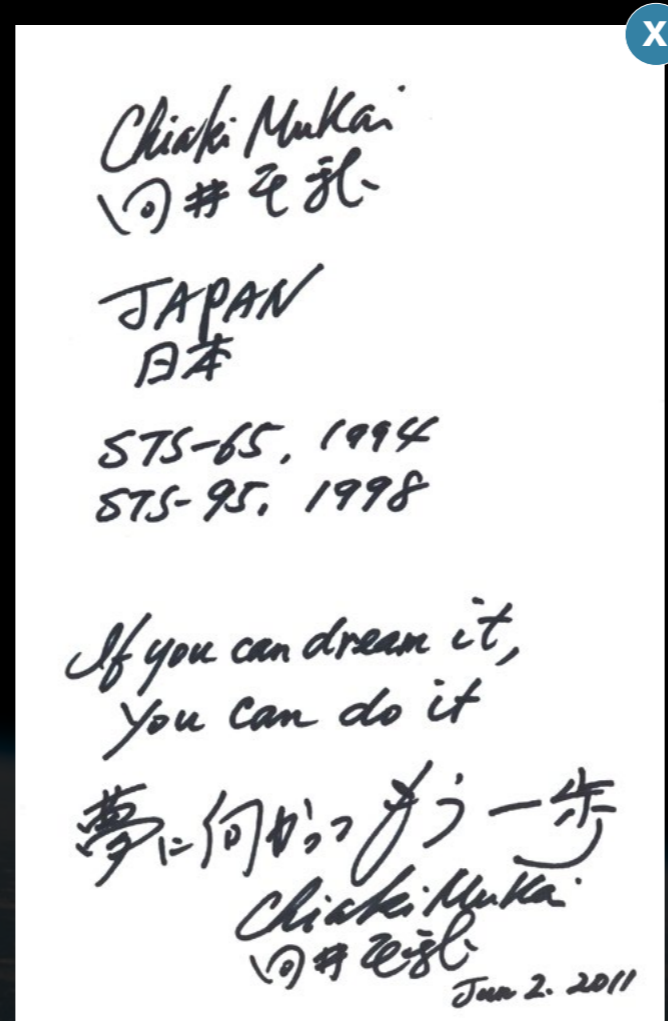 Chiaki Mukai
向井千秋
JAPAN
日本
STS-65, 1994
STS-95, 1998
If you can dream it,
You can do it
夢に向かってもう一歩
Chiaki Mukai
向井千秋
Jun 2. 2011
X